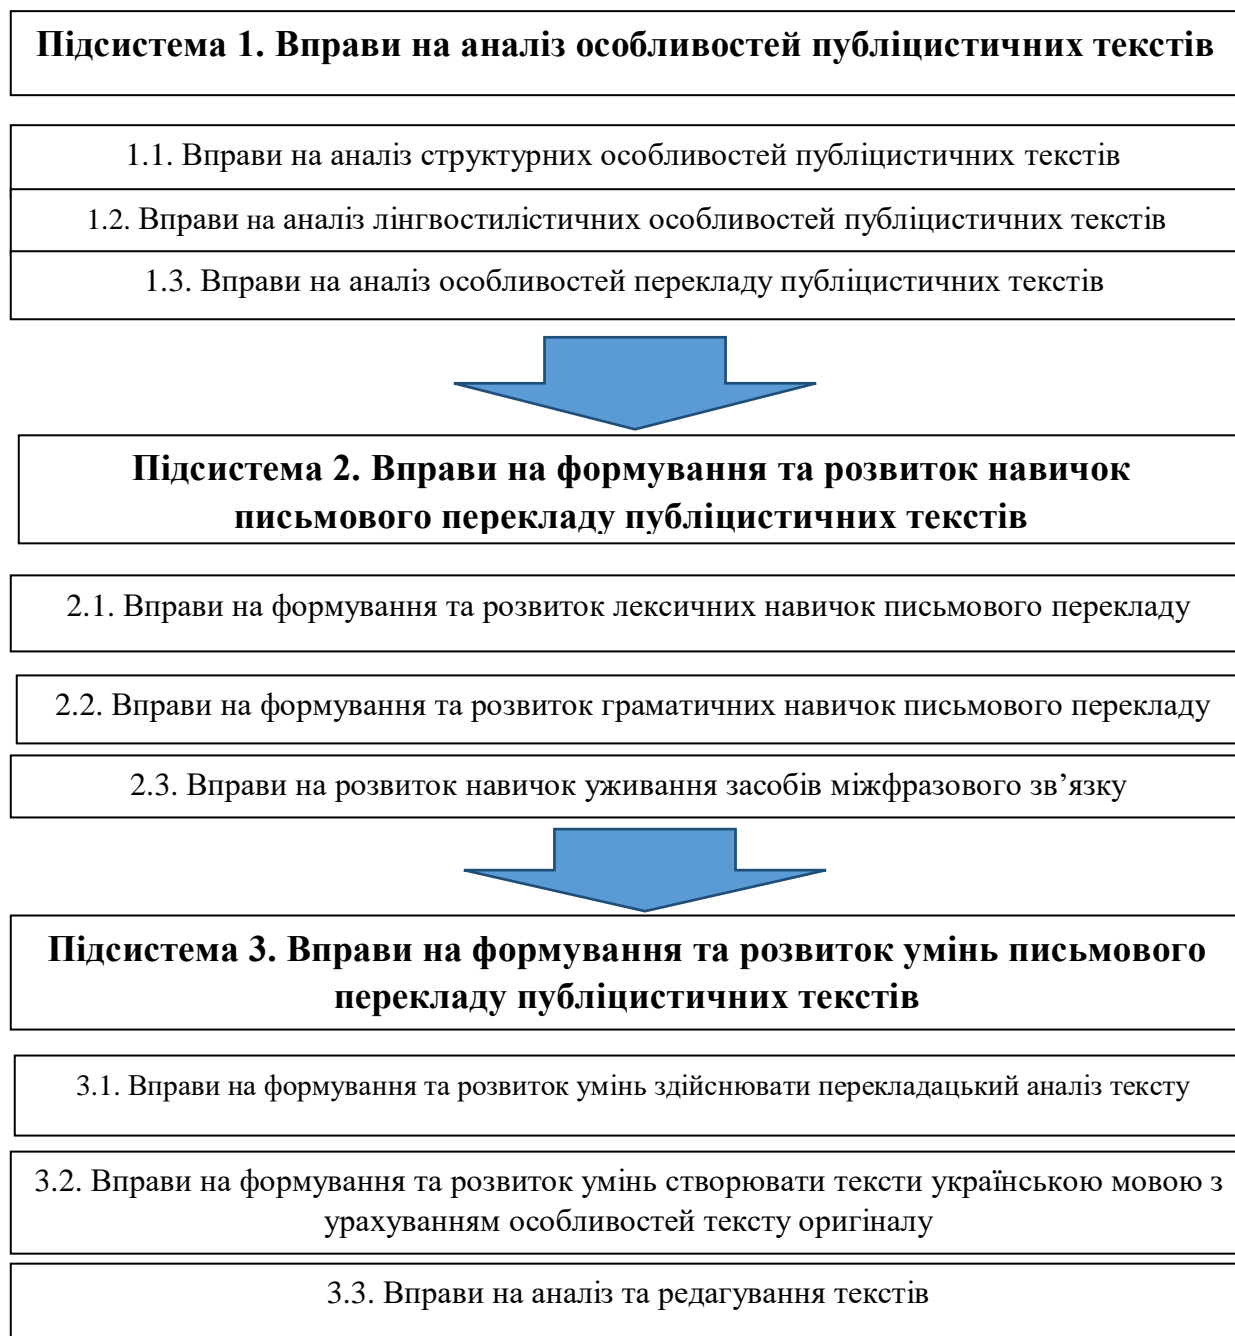 Підсистема 1. Вправи на аналіз особливостей публіцистичних текстів
1.1. Вправи на аналіз структурних особливостей публіцистичних текстів
1.2. Вправи на аналіз лінгвостилістичних особливостей публіцистичних текстів
1.3. Вправи на аналіз особливостей перекладу публіцистичних текстів
Підсистема 2. Вправи на формування та розвиток навичок
письмового перекладу публіцистичних текстів
2.1. Вправи на формування та розвиток лексичних навичок письмового перекладу
2.2. Вправи на формування та розвиток граматичних навичок письмового перекладу
2.3. Вправи на розвиток навичок уживання засобів міжфразового зв’язку
Підсистема 3. Вправи на формування та розвиток умінь письмового
перекладу публіцистичних текстів
3.1. Вправи на формування та розвиток умінь здійснювати перекладацький аналіз тексту
3.2. Вправи на формування та розвиток умінь створювати тексти українською мовою з
урахуванням особливостей тексту оригіналу
3.3. Вправи на аналіз та редагування текстів